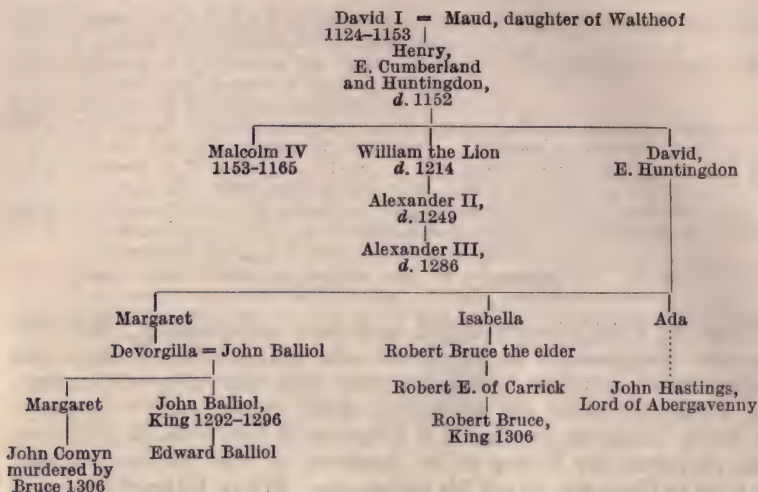 David I = Maud, daughter of Waltheof
1124–1153
Henry,
E. Cumberland
and Huntingdon,
d. 1152
Malcolm IV William the Lion David,
1153–1165 d. 1214 E. Huntingdon
Alexander II,
d. 1249
Alexander III,
d. 1286
Margaret Isabella Ada
Devorgilla = John Balliol Robert Bruce the elder
Margaret John Balliol, Robert E. of Carrick John Hastings,
King 1292–1296 Lord of Abergavenny
Robert Bruce,
John Comyn Edward Balliol King 1306
murdered by
Bruce 1306